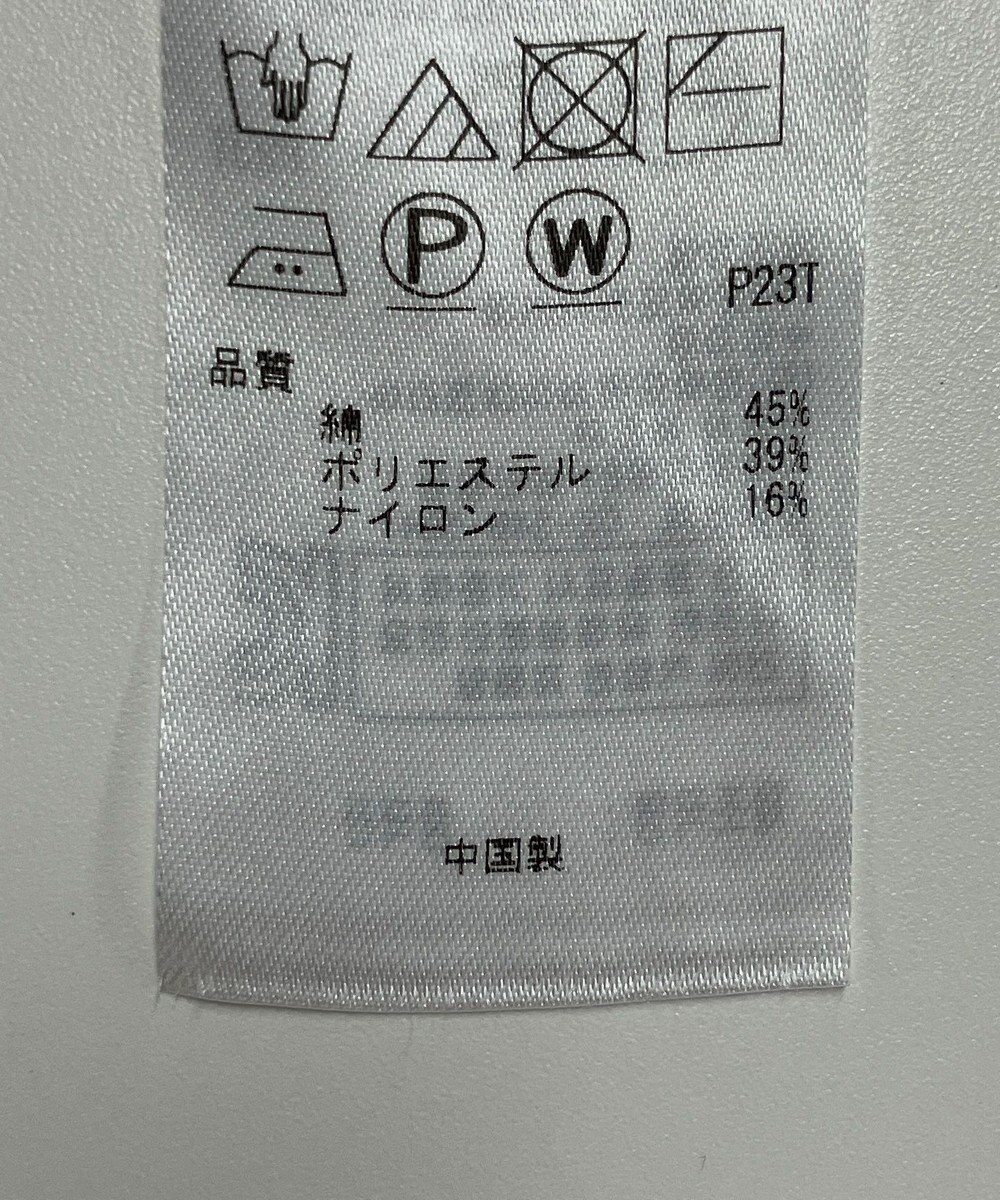 P W
P23T
品質
綿 45%
ポリエステル 39%
ナイロン 16%
中国製